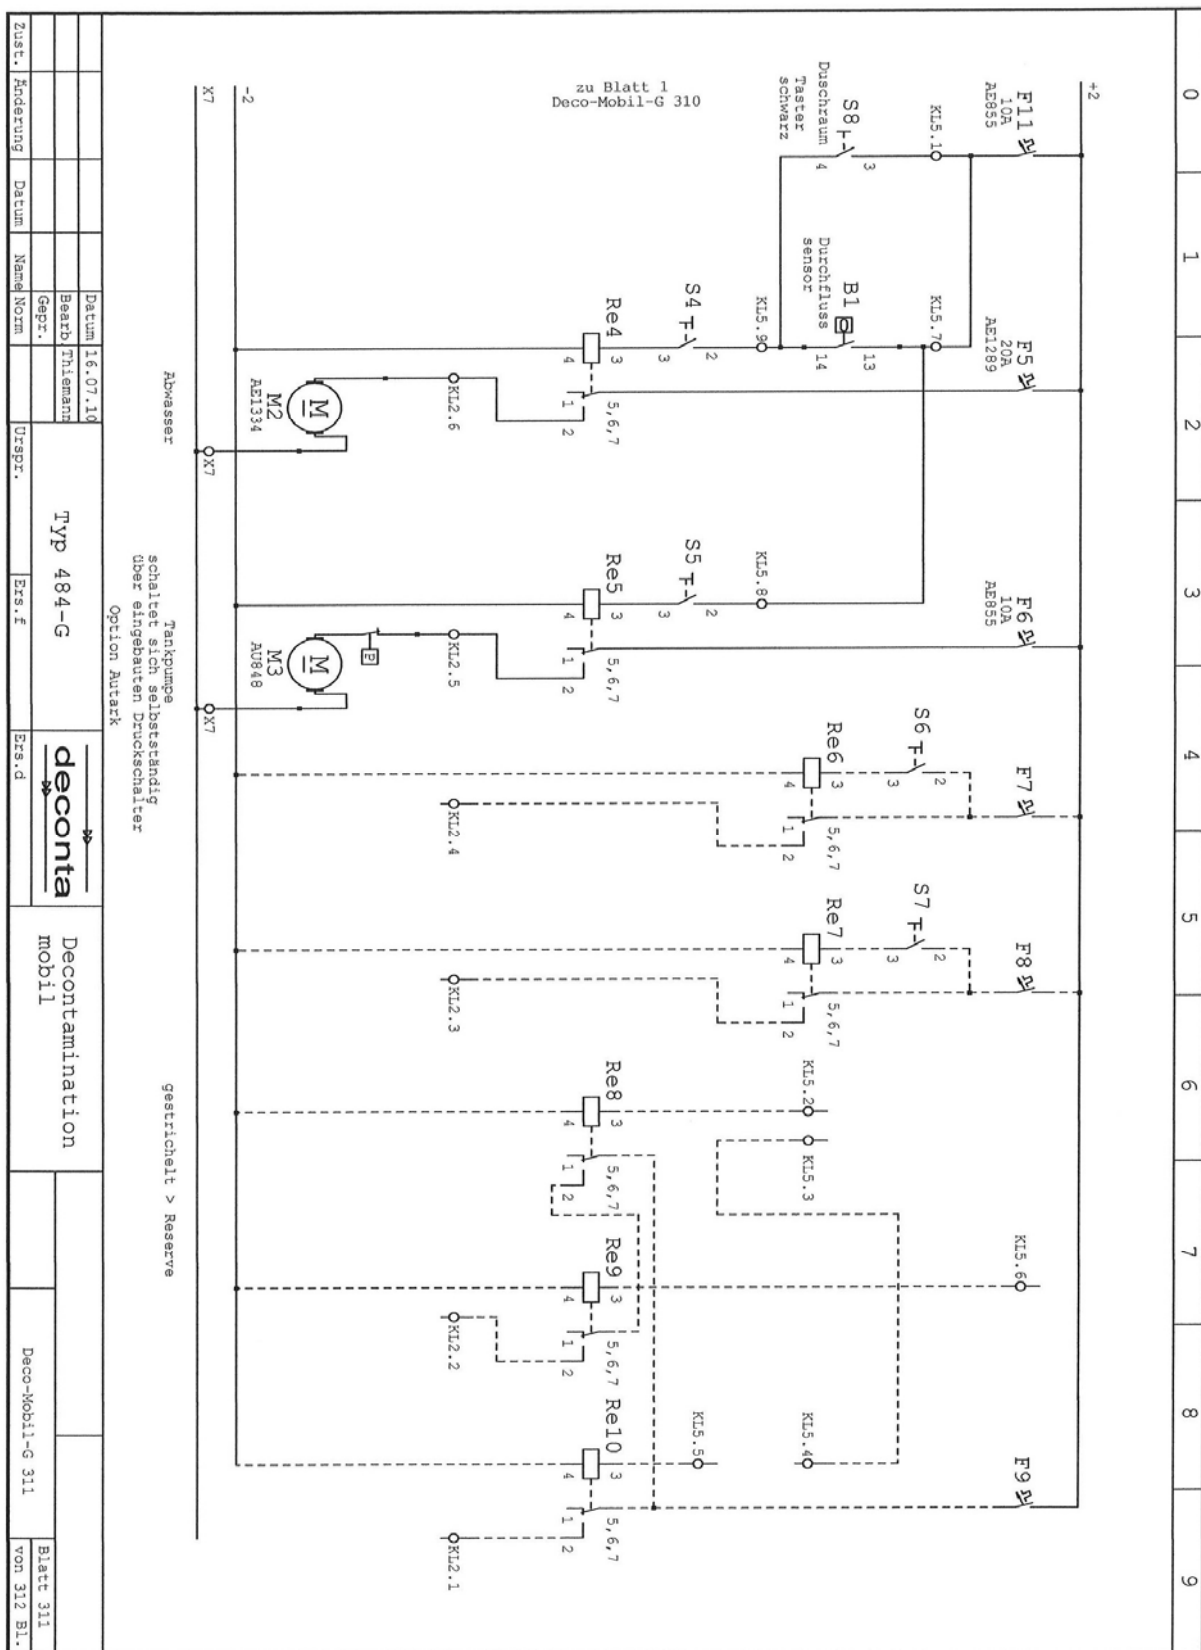 0 1 2 3 4 5 6 7 8 9
+2
F11
10A
AE855
F5
20A
AE1289
F6
10A
AE855
F7
F8
F9
KL5.1
KL5.7
KL5.6
S8
3
4
Duschraum
Taster
schwarz
B1
13
14
Durchfluss
sensor
S6
2
3
S7
2
3
KL5.9
KL5.8
KL5.2
KL5.3
KL5.4
KL5.5
zu Blatt 1
Deco-Mobil-G 310
S4
2
3
S5
2
3
Re4
3
4
5,6,7
1
2
Re5
3
4
5,6,7
1
2
Re6
3
4
5,6,7
1
2
Re7
3
4
5,6,7
1
2
Re8
3
4
5,6,7
1
2
Re9
3
4
5,6,7
1
2
Re10
3
4
5,6,7
1
2
KL2.6
KL2.5
KL2.4
KL2.3
KL2.2
KL2.1
P
M
M2
AE1334
M
M3
AU848
-2
X7
X7
X7
Abwasser
Tankpumpe
schaltet sich selbstständig
über eingebauten Druckschalter
Option Autark
gestrichelt > Reserve
Datum 16.07.10
Bearb. Thiemann
Gepr.
Zust. Änderung Datum Name Norm
Typ 484-G
Urspr. Ers.f Ers.d
deconta
Decontamination
mobil
Deco-Mobil-G 311
Blatt 311
von 312 Bl.